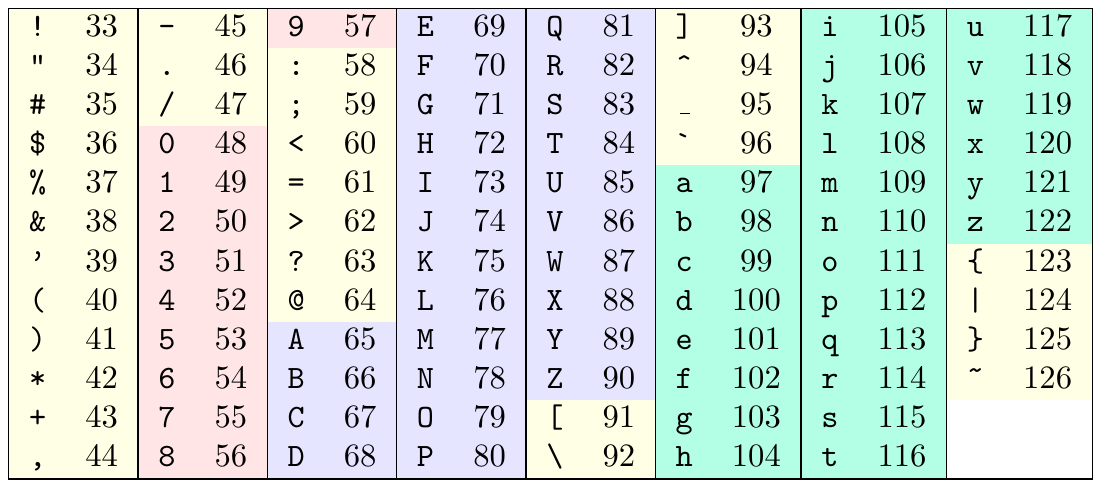 ! 33 - 45 9 57 E 69 Q 81 ] 93 i 105 u 117
" 34 . 46 : 58 F 70 R 82 ^ 94 j 106 v 118
# 35 / 47 ; 59 G 71 S 83 _ 95 k 107 w 119
$ 36 0 48 < 60 H 72 T 84 ` 96 l 108 x 120
% 37 1 49 = 61 I 73 U 85 a 97 m 109 y 121
& 38 2 50 > 62 J 74 V 86 b 98 n 110 z 122
’ 39 3 51 ? 63 K 75 W 87 c 99 o 111 { 123
( 40 4 52 @ 64 L 76 X 88 d 100 p 112 | 124
) 41 5 53 A 65 M 77 Y 89 e 101 q 113 } 125
* 42 6 54 B 66 N 78 Z 90 f 102 r 114 ~ 126
+ 43 7 55 C 67 O 79 [ 91 g 103 s 115
, 44 8 56 D 68 P 80 \ 92 h 104 t 116